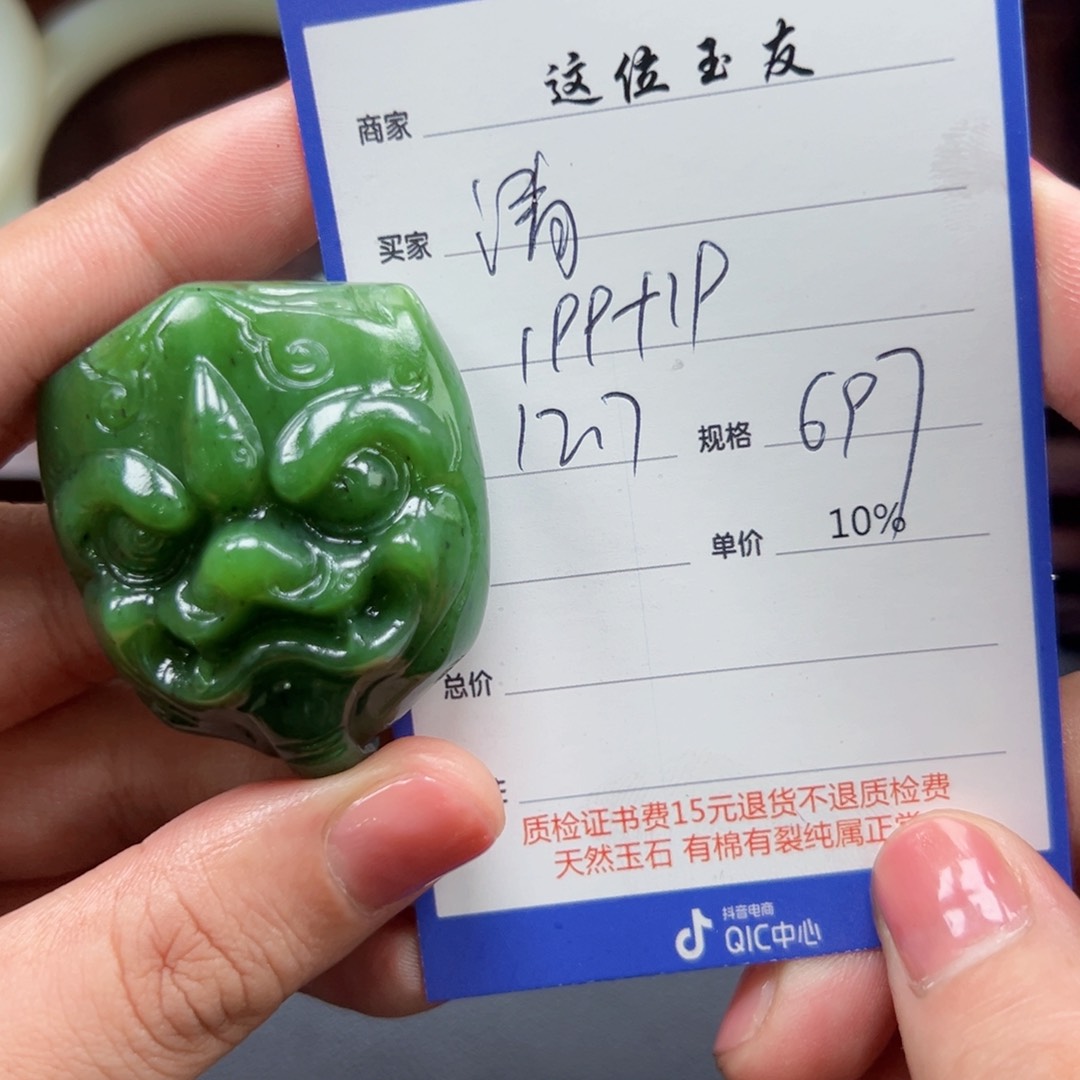 商家 这位玉友
买家 清
1PP+1P
12.7 规格 697
单价 10%
总价
质检证书费15元退货不退质检费
天然玉石 有棉有裂纯属正常
抖音电商
QIC中心